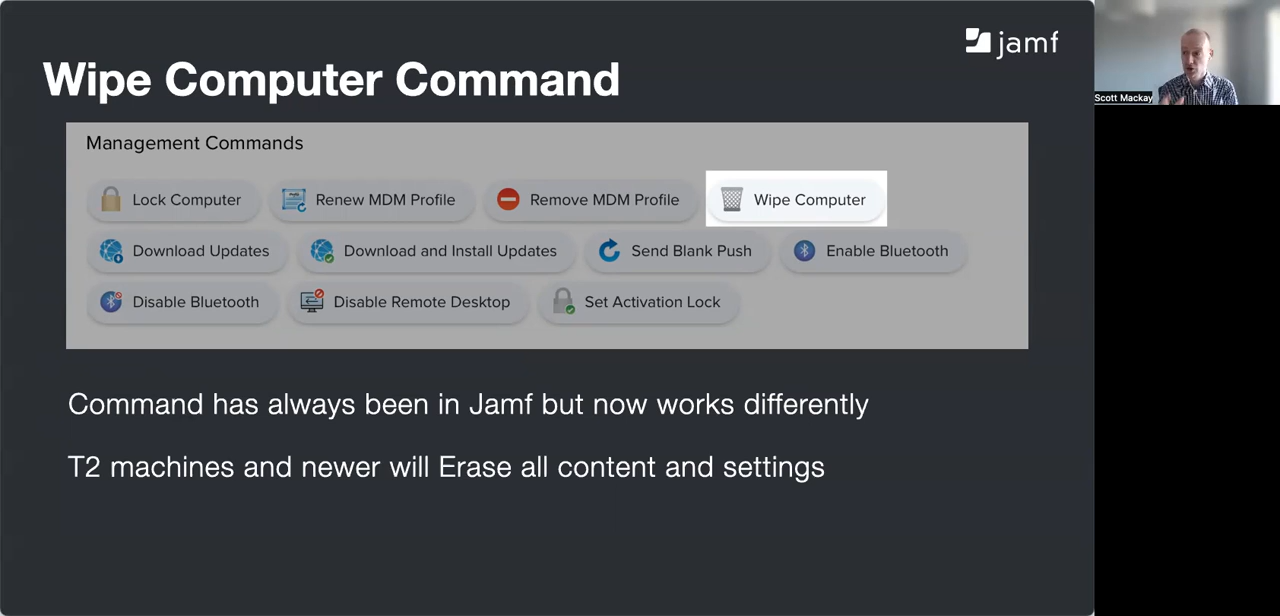 jamf
Wipe Computer Command
Management Commands
Lock Computer Renew MDM Profile Remove MDM Profile Wipe Computer
Download Updates Download and Install Updates Send Blank Push Enable Bluetooth
Disable Bluetooth Disable Remote Desktop Set Activation Lock
Command has always been in Jamf but now works differently
T2 machines and newer will Erase all content and settings
Scott Mackay